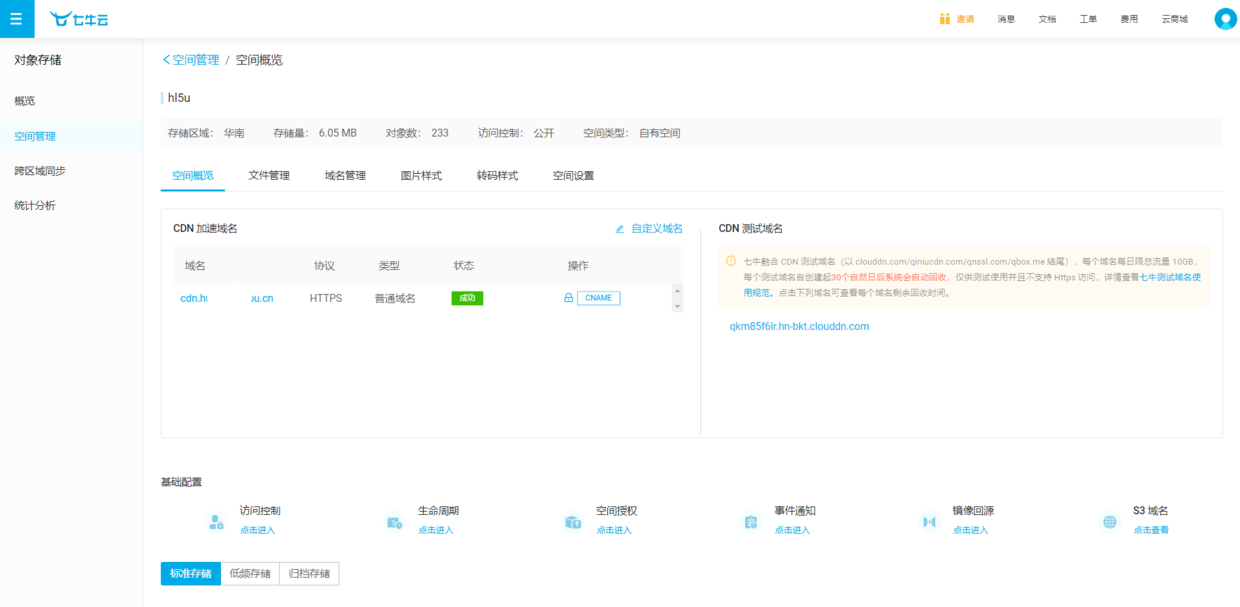 七牛云
邀请
消息
文档
工单
费用
云商城
对象存储
概览
空间管理
跨区域同步
统计分析
空间管理 / 空间概览
hl5u
存储区域： 华南
存储量： 6.05 MB
对象数： 233
访问控制： 公开
空间类型： 自有空间
空间概览
文件管理
域名管理
图片样式
转码样式
空间设置
CDN 加速域名
自定义域名
域名
协议
类型
状态
操作
cdn.h
ou.cn
HTTPS
普通域名
成功
CNAME
CDN 测试域名
七牛融合 CDN 测试域名（以 clouddn.com/qiniucdn.com/qnssl.com/qbox.me 结尾），每个域名每日限总流量 10GB，
每个测试域名自创建起30个自然日后系统会自动回收，仅供测试使用并且不支持 Https 访问，详情查看七牛测试域名使
用规范。点击下列域名可查看每个域名剩余回收时间。
qkm85f6lr.hn-bkt.clouddn.com
基础配置
访问控制
点击进入
生命周期
点击进入
空间授权
点击进入
事件通知
点击进入
镜像回源
点击进入
S3 域名
点击查看
标准存储
低频存储
归档存储